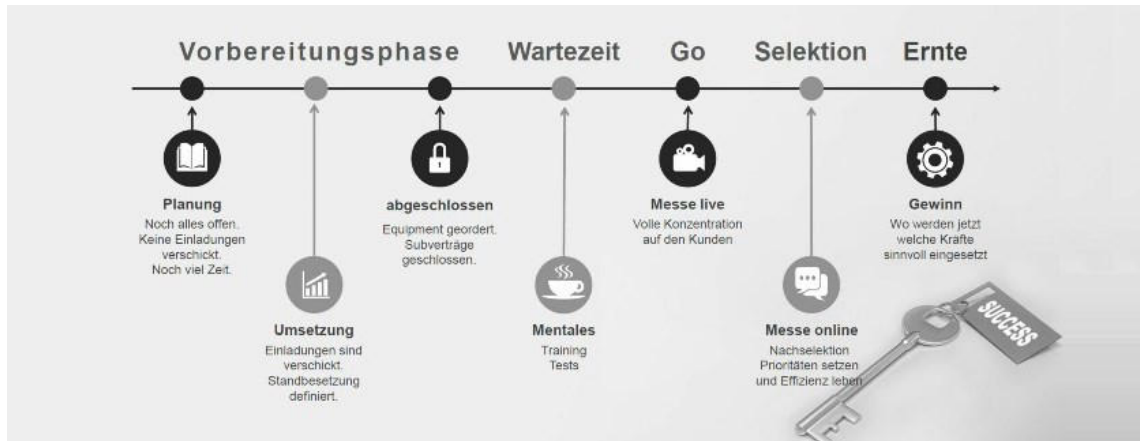 Vorbereitungsphase
Wartezeit
Go
Selektion
Ernte
Planung
Noch alles offen.
Keine Einladungen
verschickt.
Noch viel Zeit.
Umsetzung
Einladungen sind
verschickt.
Standbesetzung
definiert.
1
abgeschlossen
Equipment geordert.
Subverträge
geschlossen.
Mentales
Training
Tests
Messe live
Volle Konzentration
auf den Kunden
Messe online
Nachselektion
Prioritäten setzen
und Effizienz leben
Gewinn
Wo werden jetzt
welche Kräfte
sinnvoll eingesetzt
SUCCESS